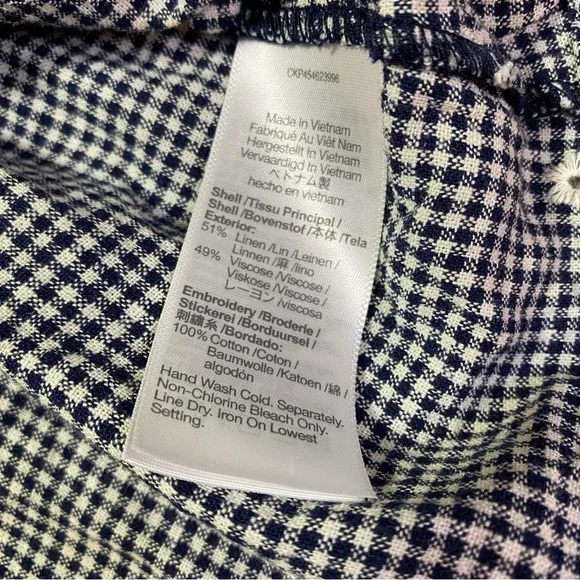 CKP454623996
Made in Vietnam
Fabriqué Au Viêt Nam
Hergestellt In Vietnam
Vervaardigd In Vietnam
ベトナム製
hecho en vietnam
Shell /Tissu Principal /
Shell /Bovenstof /本体 /Tela
Exterior:
51% Linen /Lin /Leinen /
Linnen /麻 /lino
49% Viscose /Viscose /
Viskose /Viscose /
レーヨン /Viscosa
Embroidery /Broderie /
Stickerei /Borduursel /
刺繍糸 /Bordado:
100% Cotton /Coton /
Baumwolle /Katoen /綿 /
algodón
Hand Wash Cold, Separately.
Non-Chlorine Bleach Only.
Line Dry. Iron On Lowest
Setting.